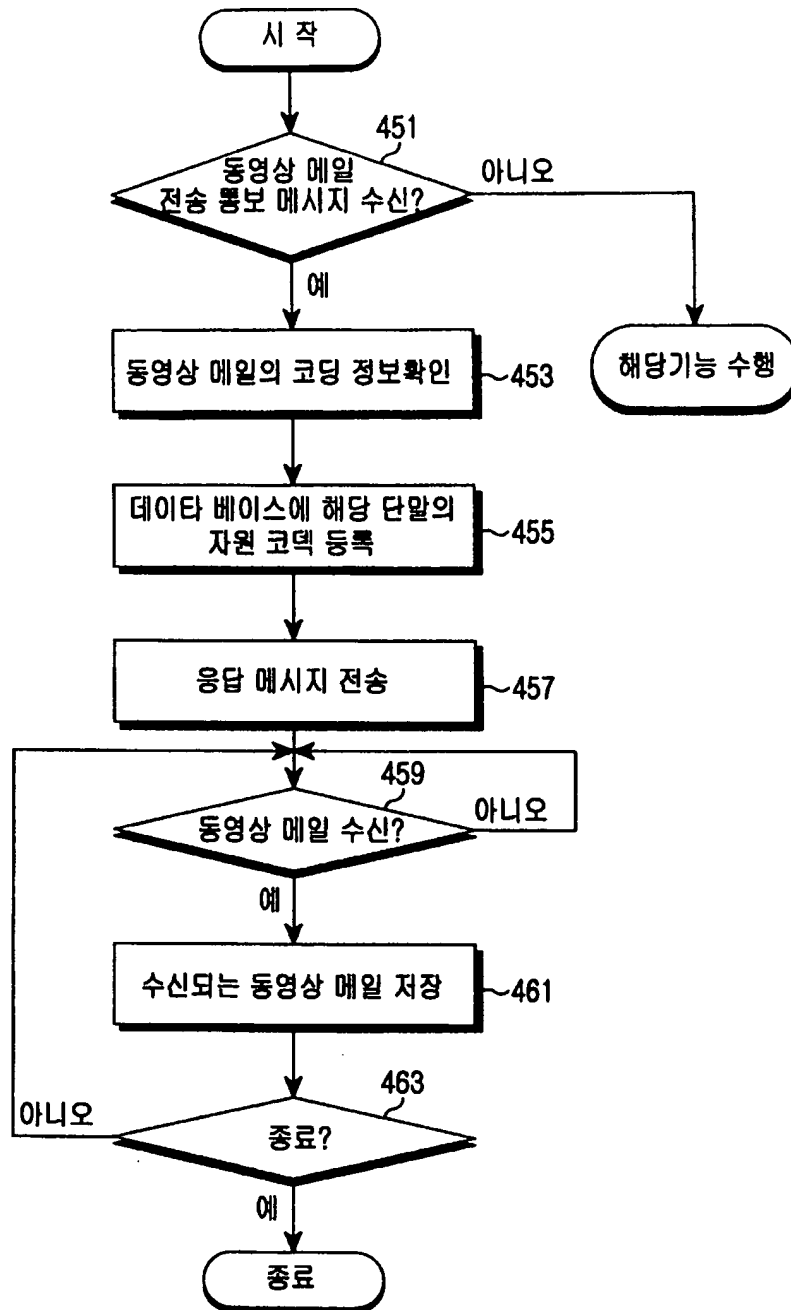 시 작
451
동영상 메일
전송 통보 메시지 수신?
아니오
예
해당기능 수행
동영상 메일의 코딩 정보확인
453
데이타 베이스에 해당 단말의
자원 코덱 등록
455
응답 메시지 전송
457
459
동영상 메일 수신?
아니오
예
수신되는 동영상 메일 저장
461
463
아니오
종료?
예
종료